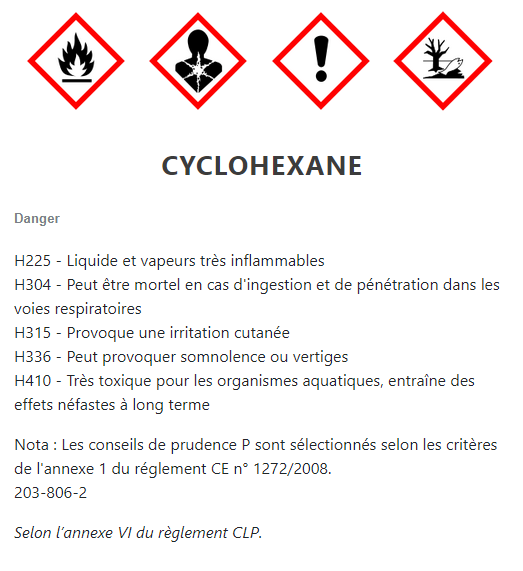 CYCLOHEXANE
Danger
H225 - Liquide et vapeurs très inflammables
H304 - Peut être mortel en cas d'ingestion et de pénétration dans les
voies respiratoires
H315 - Provoque une irritation cutanée
H336 - Peut provoquer somnolence ou vertiges
H410 - Très toxique pour les organismes aquatiques, entraîne des
effets néfastes à long terme
Nota : Les conseils de prudence P sont sélectionnés selon les critères
de l'annexe 1 du réglement CE n° 1272/2008.
203-806-2
Selon l'annexe VI du règlement CLP.